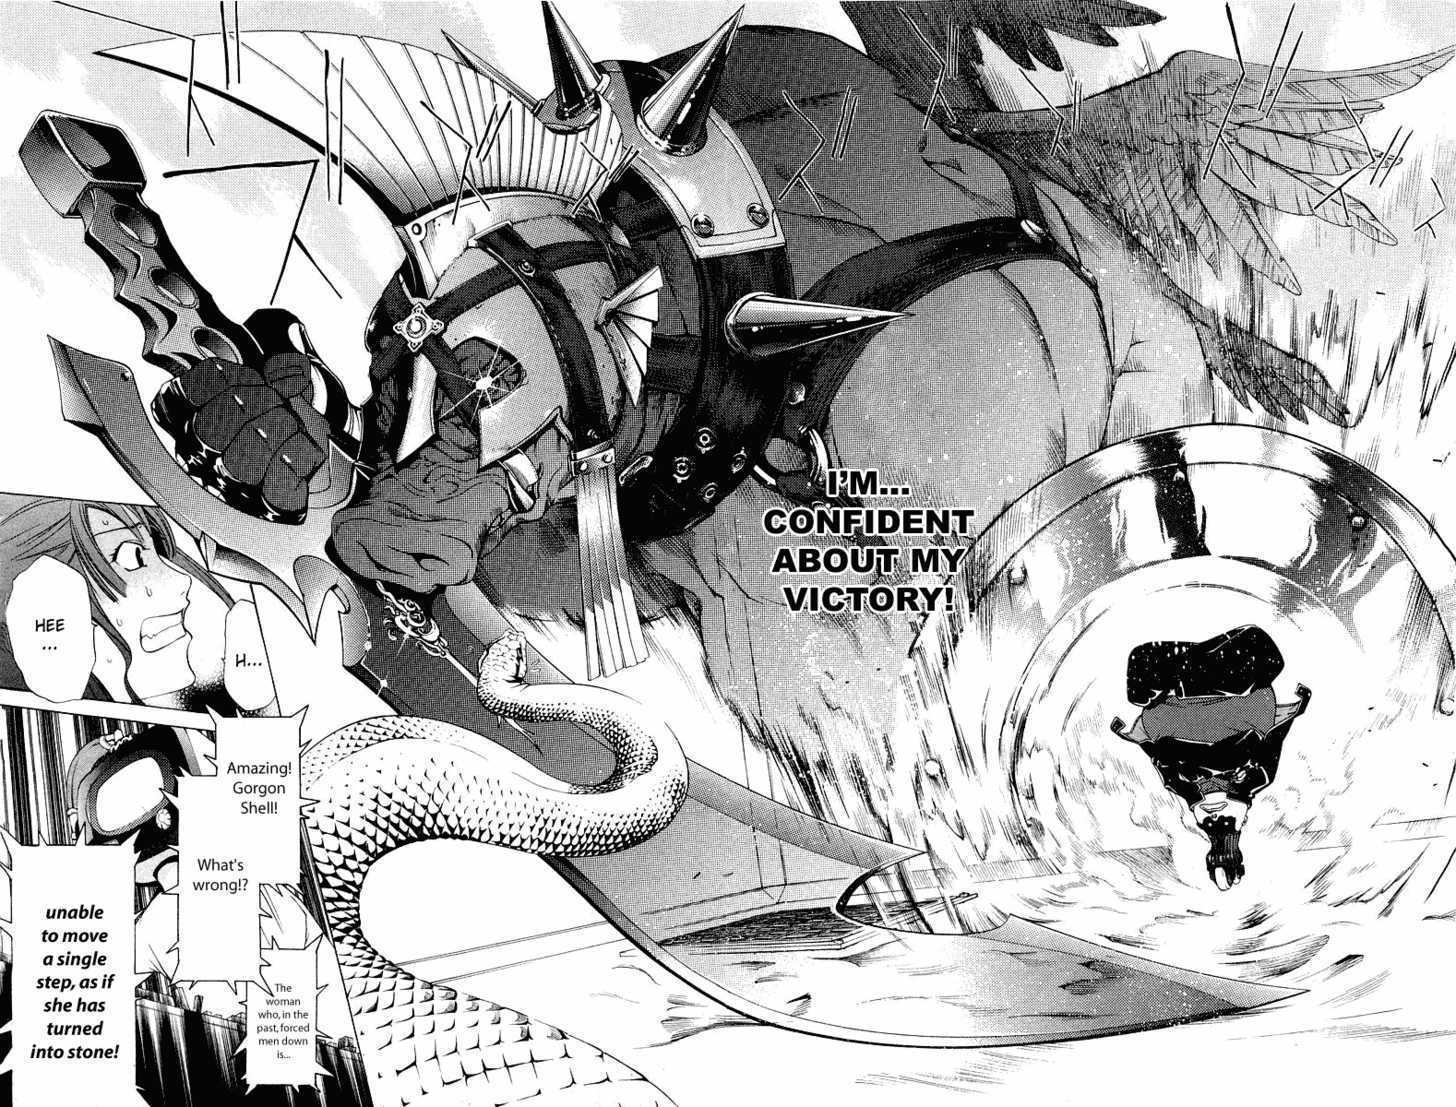 I'M...
CONFIDENT
ABOUT MY
VICTORY!
H...
HEE
...
Amazing!
Gorgon
Shell!
What's
wrong!?
The
woman
who, in the
past, forced
men down
is...
unable
to move
a single
step, as if
she has
turned
into stone!